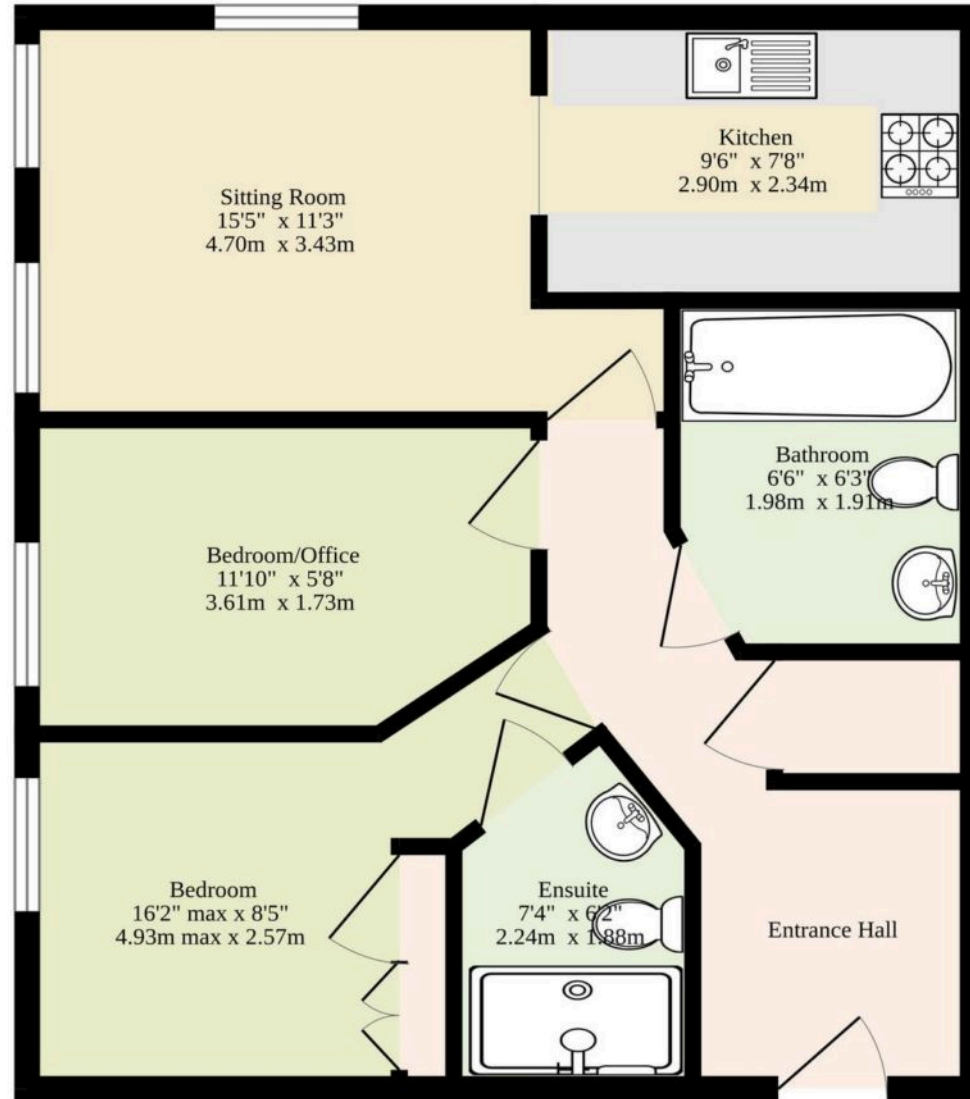 Kitchen
9'6" x 7'8"
2.90m x 2.34m
Sitting Room
15'5" x 11'3"
4.70m x 3.43m
Bathroom
6'6" x 6'3"
1.98m x 1.91m
Bedroom/Office
11'10" x 5'8"
3.61m x 1.73m
Bedroom
16'2" max x 8'5"
4.93m max x 2.57m
Ensuite
7'4" x 6'2"
2.24m x 1.88m
Entrance Hall